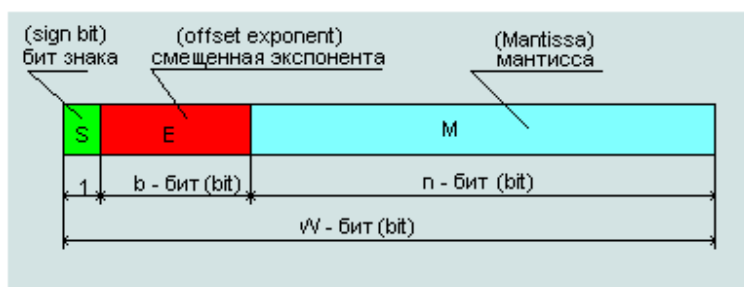 (sign bit)
бит знака
(offset exponent)
смещенная экспонента
(Mantissa)
мантисса
S
E
M
1
b - бит (bit)
n - бит (bit)
W - бит (bit)